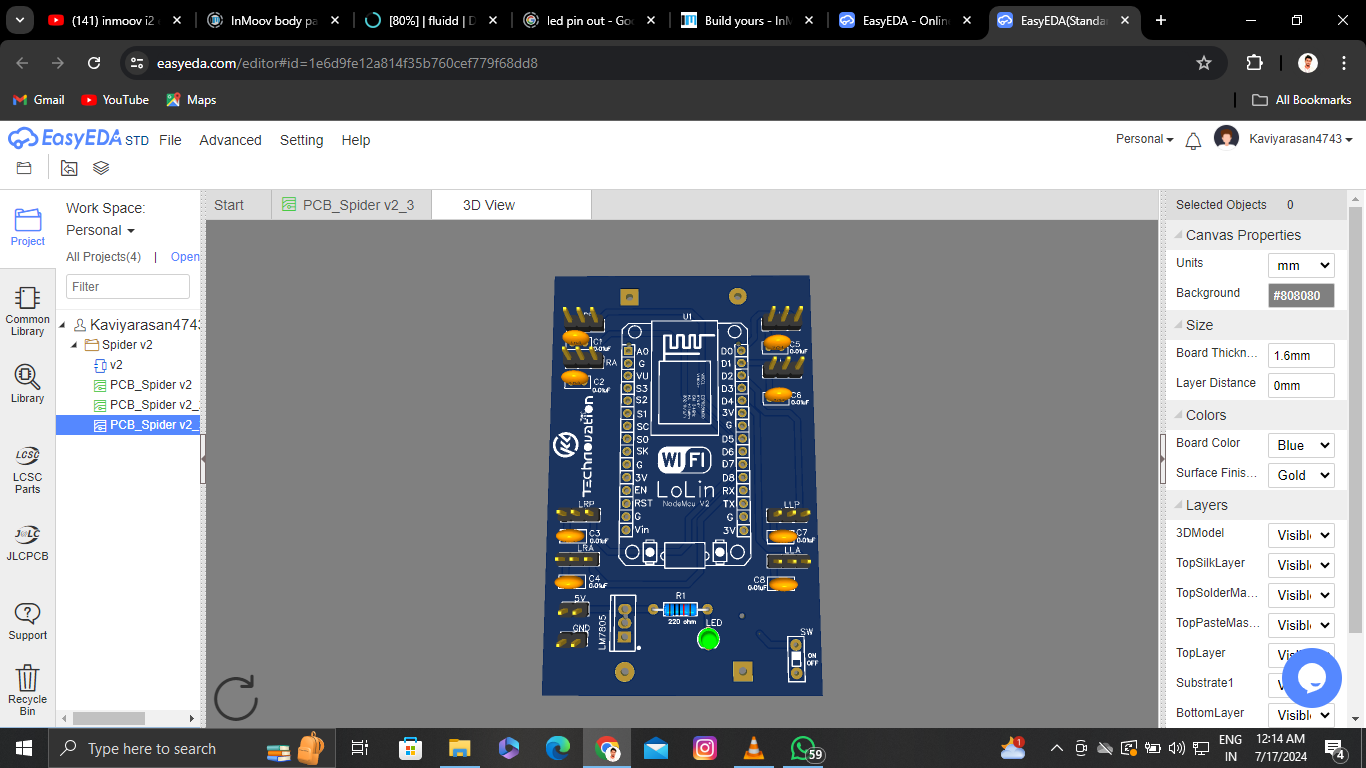 (141) inmoov i2
InMoov body pa
[80%] | fluidd | D
led pin out - Goo
Build yours - InM
EasyEDA - Onlin
EasyEDA(Standa
easyeda.com/editor#id=1e6d9fe12a814f35b760cef779f68dd8
Gmail
YouTube
Maps
All Bookmarks
EasyEDA STD
File
Advanced
Setting
Help
Personal
Kaviyarasan4743
Start
PCB_Spider v2_3
3D View
Project
Common Library
Library
LCSC
LCSC Parts
JLCPCB
Support
Recycle Bin
Work Space:
Personal
All Projects(4) | Open
Filter
Kaviyarasan4743
Spider v2
v2
PCB_Spider v2
PCB_Spider v2_
PCB_Spider v2_
U1
C1
0.01uF
RA
C2
0.01uF
C5
0.01uF
C6
0.01uF
A0
G
VU
S3
S2
S1
SC
S0
SK
G
3V
EN
RST
G
Vin
D0
D1
D2
D3
D4
3V
G
D5
D6
D7
D8
RX
TX
G
3V
TECHnovation
WiFi
LoLin
NodeMcu V2
LRP
C3
0.01uF
LRA
C4
0.01uF
LLP
C7
0.01uF
LLA
C8
0.01uF
5V
GND
LM7805
R1
220 ohm
LED
SW
ON
OFF
Selected Objects 0
Canvas Properties
Units mm
Background #808080
Size
Board Thickn... 1.6mm
Layer Distance 0mm
Colors
Board Color Blue
Surface Finis... Gold
Layers
3DModel Visibl
TopSilkLayer Visibl
TopSolderMa... Visibl
TopPasteMas... Visibl
TopLayer
Substrate1
BottomLayer Visibl
Type here to search
59
1
ENG
IN
12:14 AM
7/17/2024
4